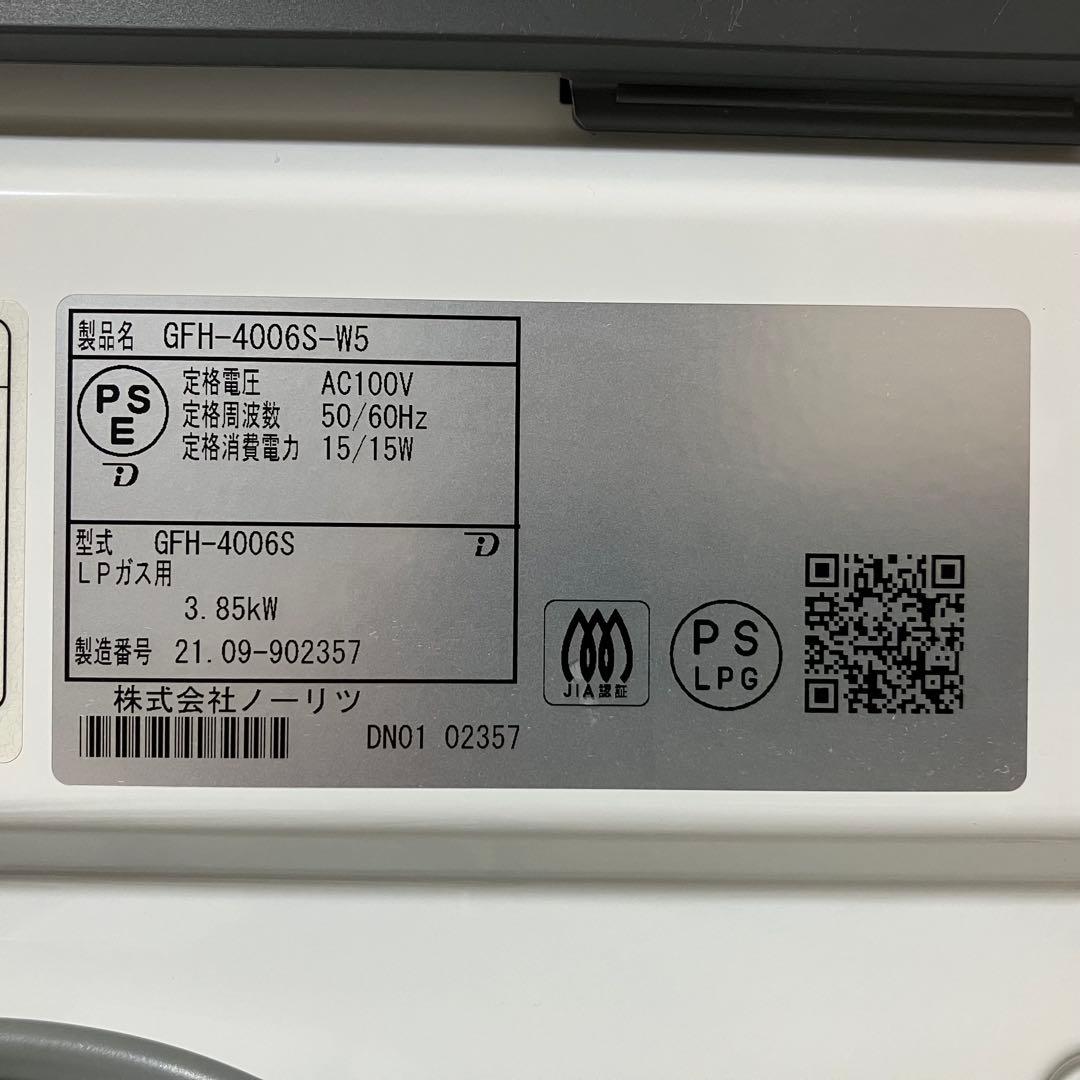 製品名 GFH-4006S-W5
PS
E
定格電圧 AC100V
定格周波数 50/60Hz
定格消費電力 15/15W
型式 GFH-4006S
LPガス用
3.85kW
製造番号 21.09-902357
株式会社ノーリツ
DN01 02357
JIA認証
PS
LPG